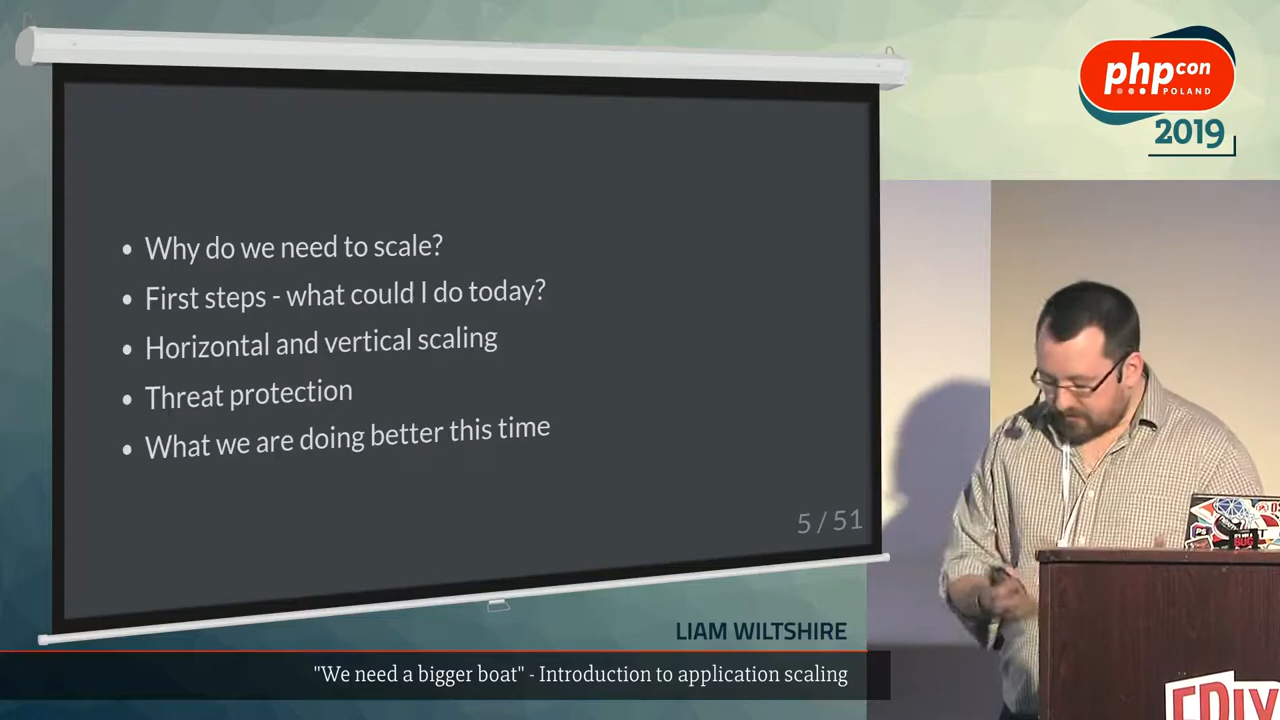 phpcon
POLAND
2019
• Why do we need to scale?
• First steps - what could I do today?
• Horizontal and vertical scaling
• Threat protection
• What we are doing better this time
5 / 51
LIAM WILTSHIRE
"We need a bigger boat" - Introduction to application scaling